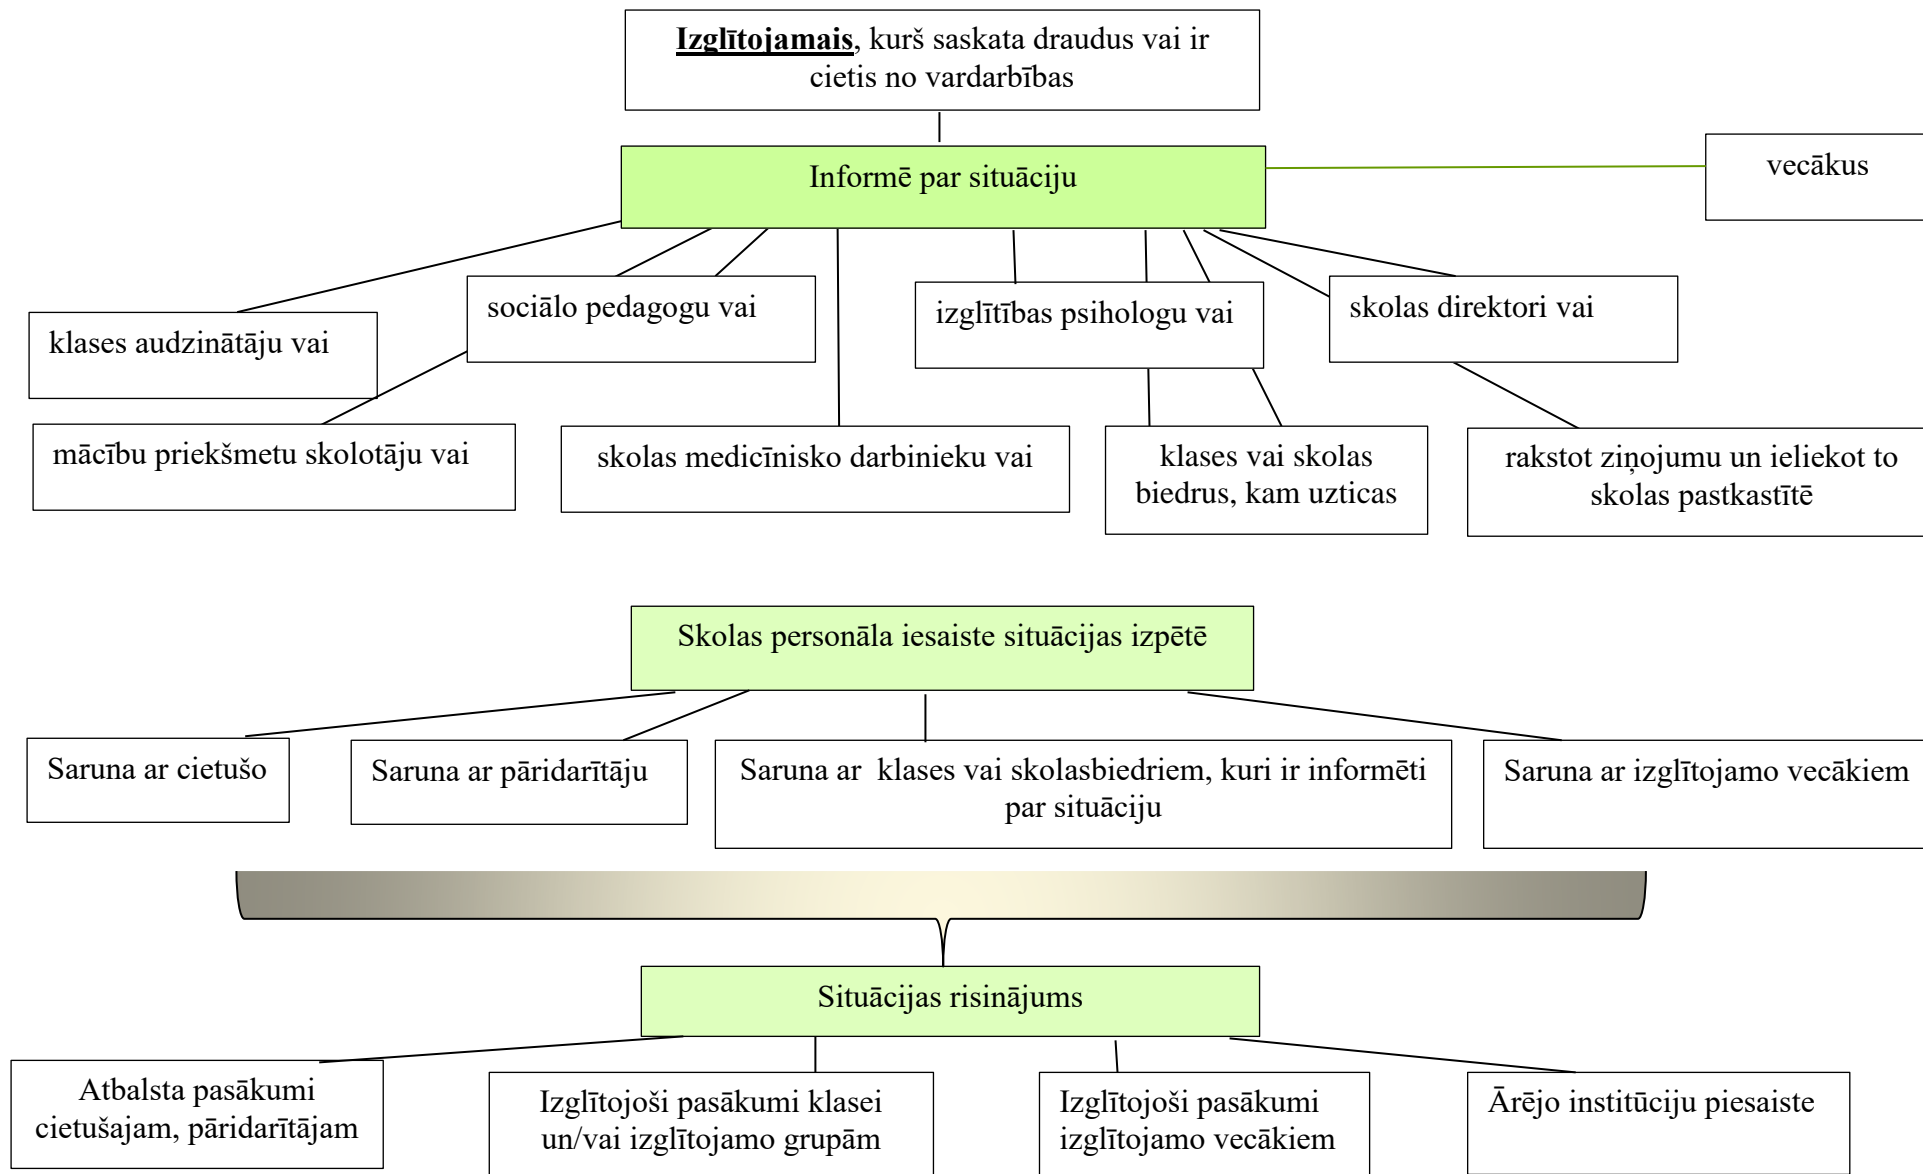 Izglītojamais, kurš saskata draudus vai ir
cietis no vardarbības
Informē par situāciju
vecākus
klases audzinātāju vai
sociālo pedagogu vai
izglītības psihologu vai
skolas direktori vai
mācību priekšmetu skolotāju vai
skolas medicīnisko darbinieku vai
klases vai skolas
biedrus, kam uzticas
rakstot ziņojumu un ieliekot to
skolas pastkastītē
Skolas personāla iesaiste situācijas izpētē
Saruna ar cietušo
Saruna ar pāridarītāju
Saruna ar  klases vai skolasbiedriem, kuri ir informēti
par situāciju
Saruna ar izglītojamo vecākiem
Situācijas risinājums
Atbalsta pasākumi
cietušajam, pāridarītājam
Izglītojoši pasākumi klasei
un/vai izglītojamo grupām
Izglītojoši pasākumi
izglītojamo vecākiem
Ārējo institūciju piesaiste